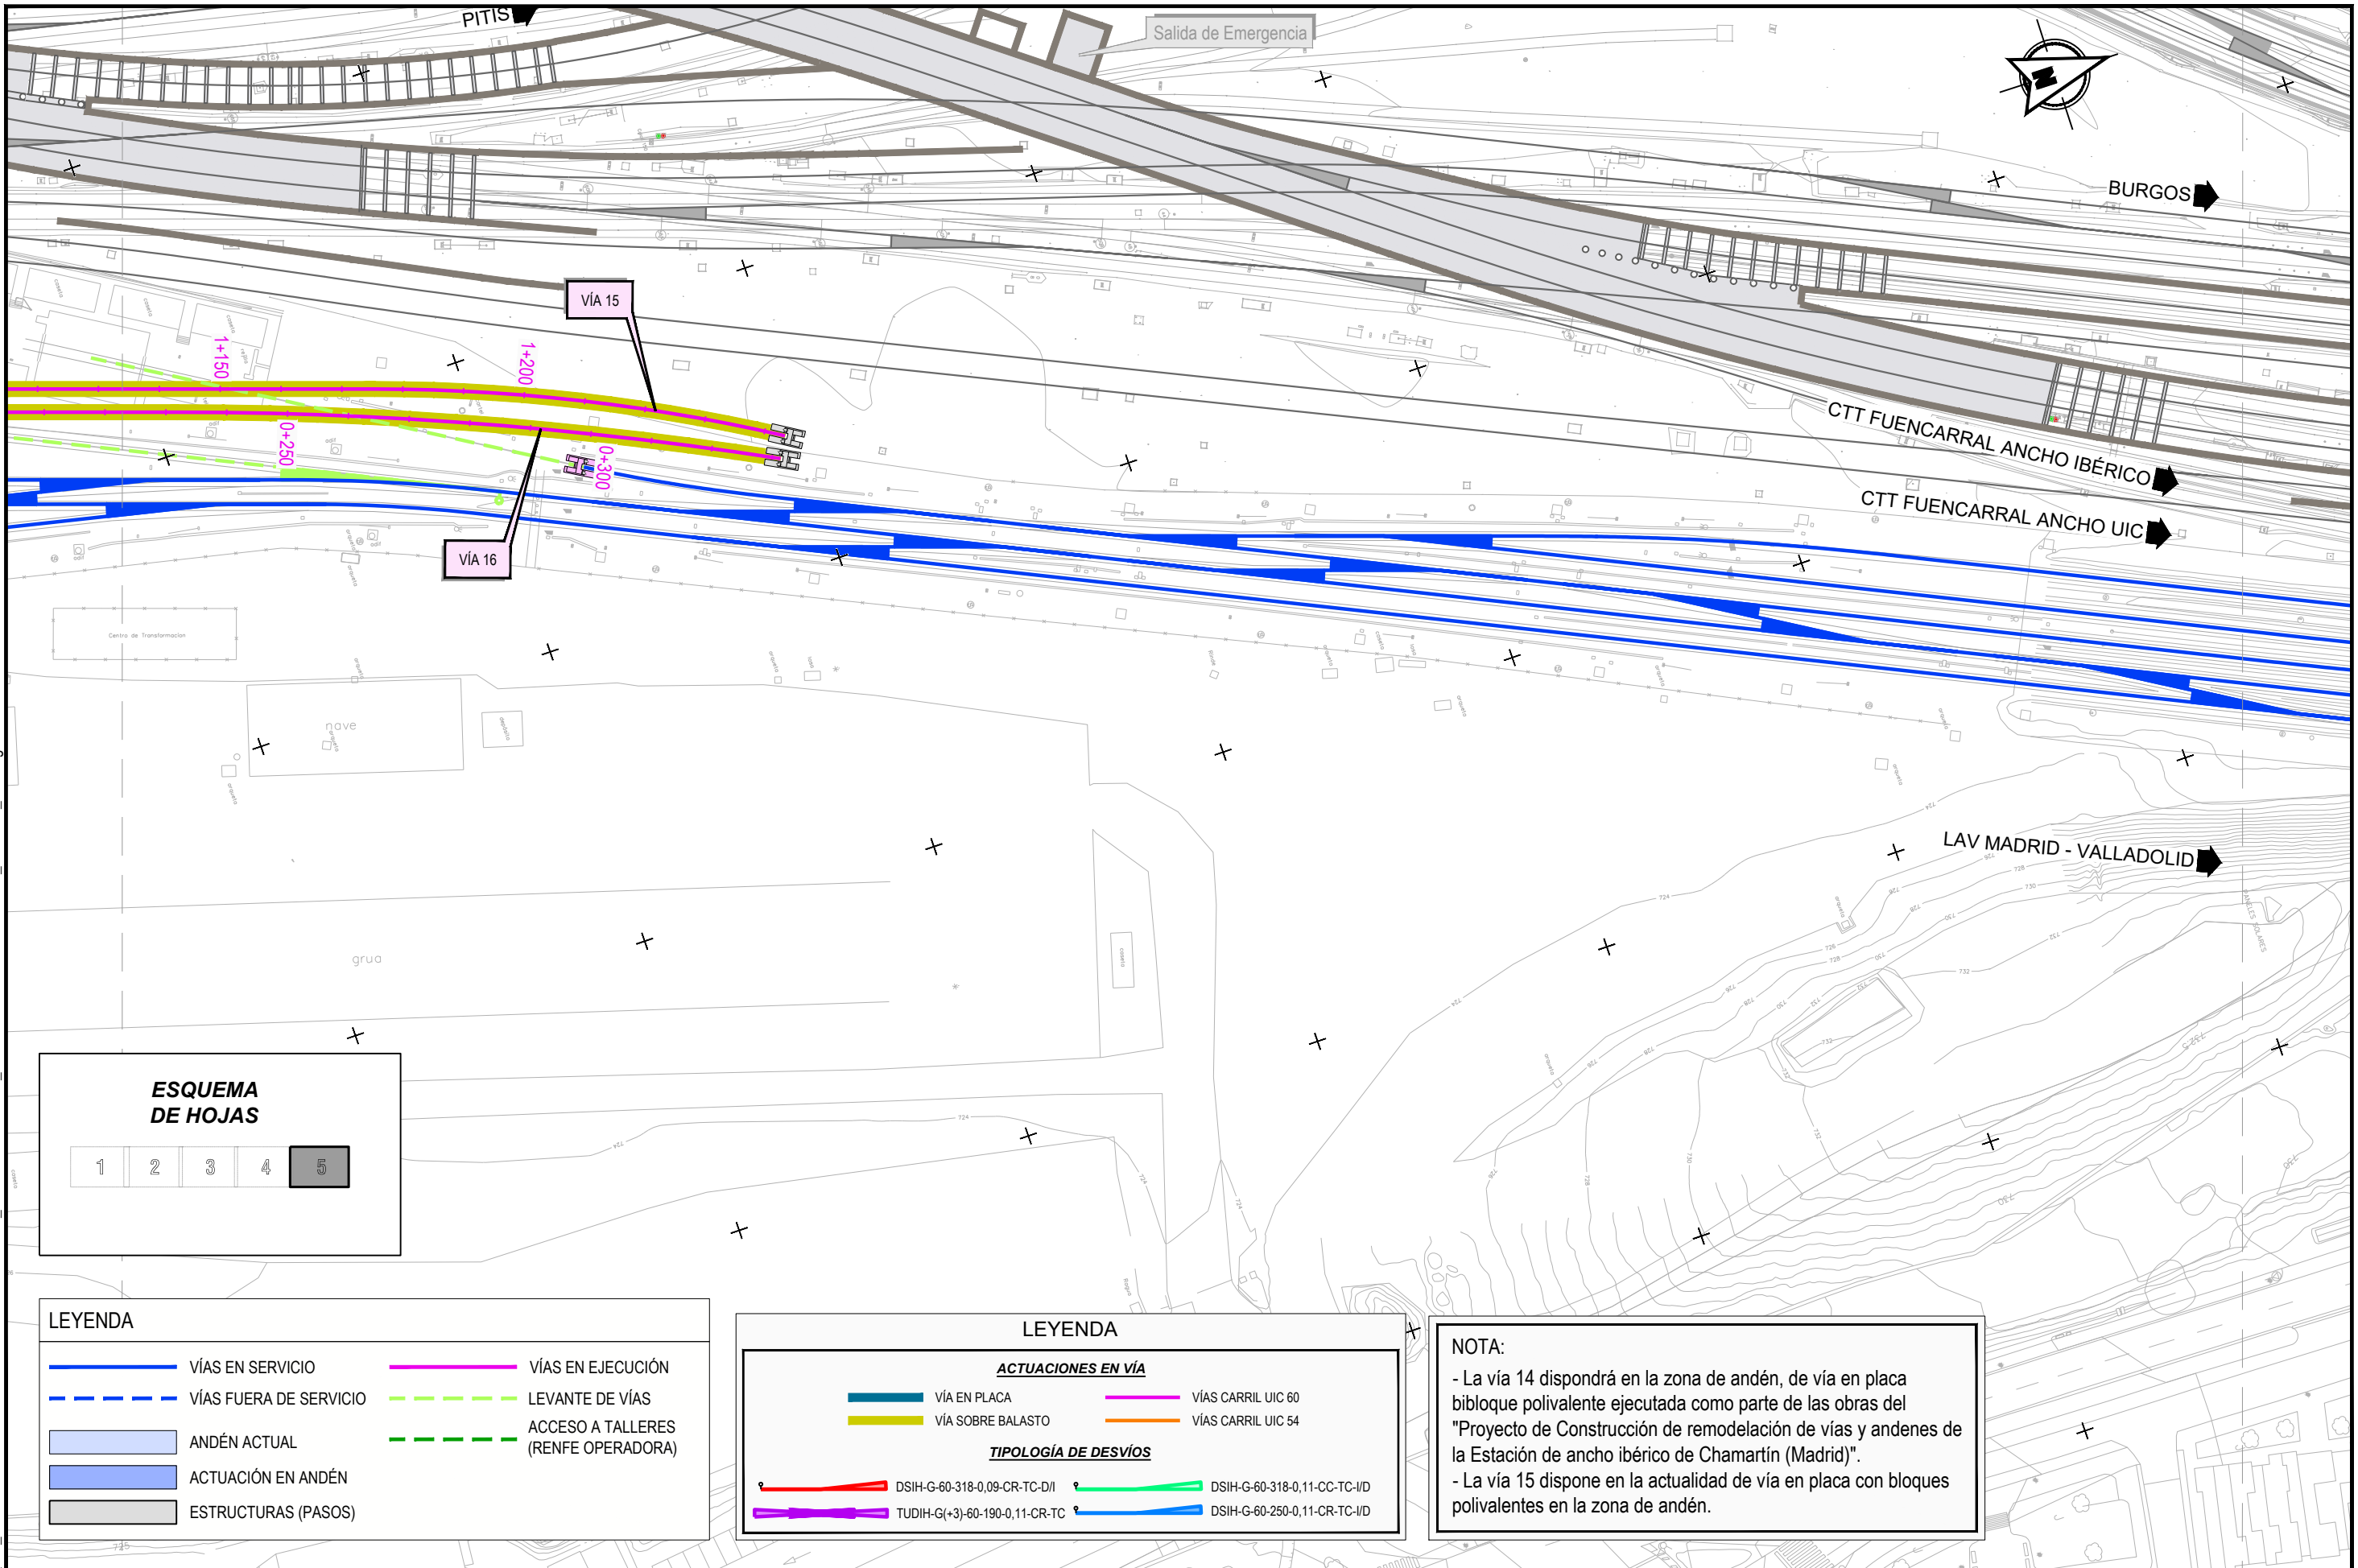 PITIS
Salida de Emergencia
N
BURGOS
VÍA 15
1+150
1+200
CTT FUENCARRAL ANCHO IBÉRICO
CTT FUENCARRAL ANCHO UIC
0+250
0+300
VÍA 16
Centro de Transformacion
nave
deposito
LAV MADRID - VALLADOLID
grua
caseta
PANELES SOLARES
ESQUEMA
DE HOJAS
1 2 3 4 5
LEYENDA
VÍAS EN SERVICIO
VÍAS EN EJECUCIÓN
VÍAS FUERA DE SERVICIO
LEVANTE DE VÍAS
ANDÉN ACTUAL
ACCESO A TALLERES
(RENFE OPERADORA)
ACTUACIÓN EN ANDÉN
ESTRUCTURAS (PASOS)
LEYENDA
ACTUACIONES EN VÍA
VÍA EN PLACA
VÍAS CARRIL UIC 60
VÍA SOBRE BALASTO
VÍAS CARRIL UIC 54
TIPOLOGÍA DE DESVÍOS
DSIH-G-60-318-0,09-CR-TC-D/I
DSIH-G-60-318-0,11-CC-TC-I/D
TUDIH-G(+3)-60-190-0,11-CR-TC
DSIH-G-60-250-0,11-CR-TC-I/D
NOTA:
- La vía 14 dispondrá en la zona de andén, de vía en placa
bibloque polivalente ejecutada como parte de las obras del
"Proyecto de Construcción de remodelación de vías y andenes de
la Estación de ancho ibérico de Chamartín (Madrid)".
- La vía 15 dispone en la actualidad de vía en placa con bloques
polivalentes en la zona de andén.